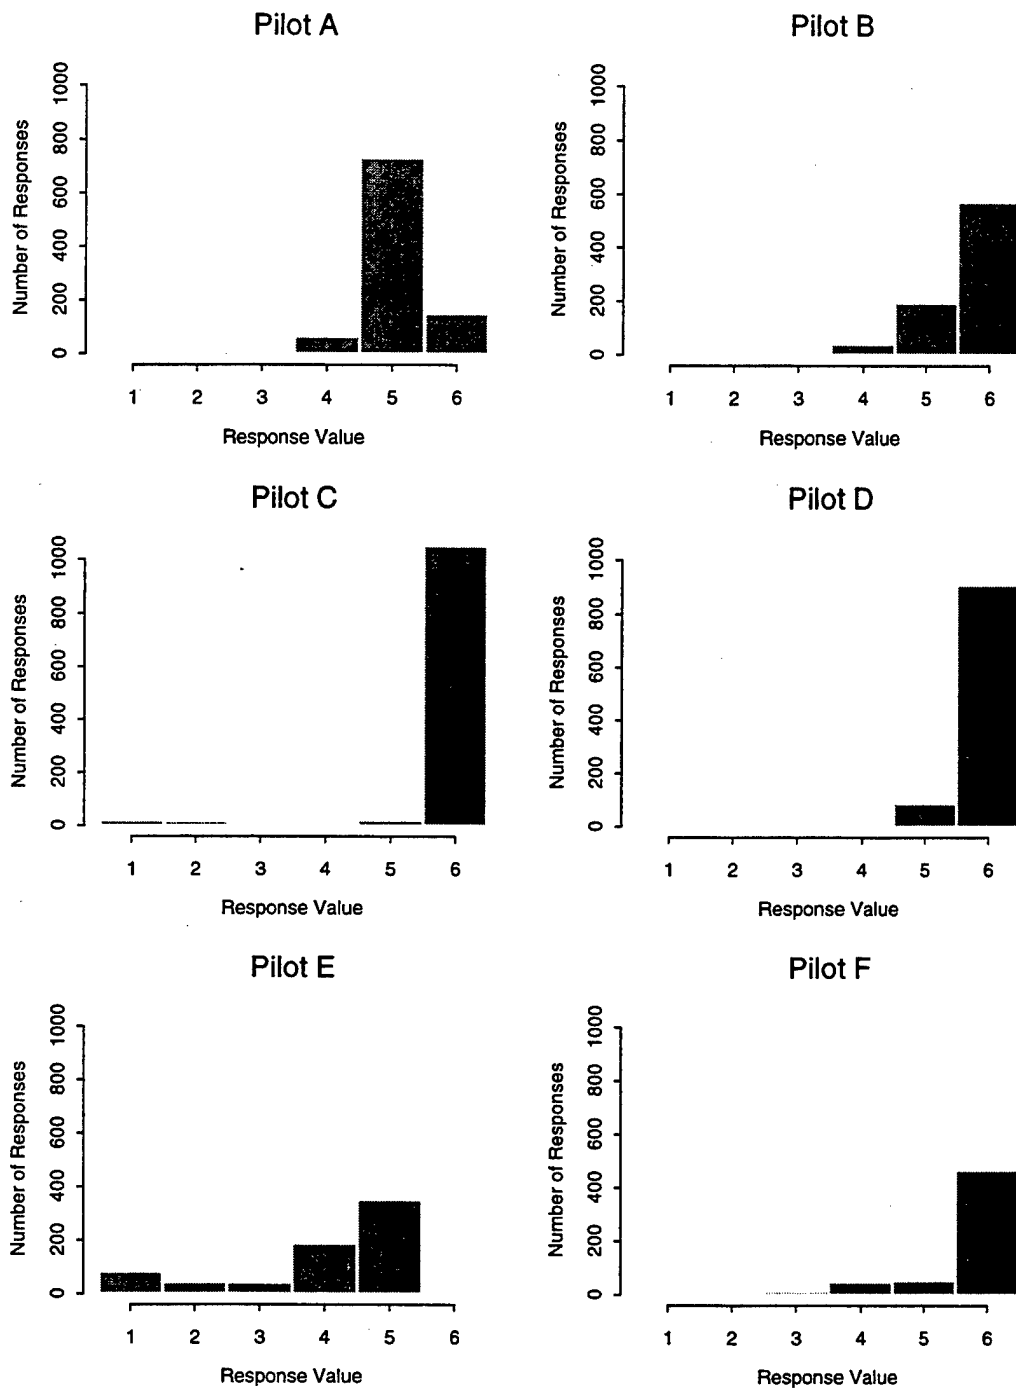 Pilot A
Number of Responses
0 200 400 600 800 1000
1 2 3 4 5 6
Response Value
Pilot B
Number of Responses
0 200 400 600 800 1000
1 2 3 4 5 6
Response Value
Pilot C
Number of Responses
0 200 400 600 800 1000
1 2 3 4 5 6
Response Value
Pilot D
Number of Responses
0 200 400 600 800 1000
1 2 3 4 5 6
Response Value
Pilot E
Number of Responses
0 200 400 600 800 1000
1 2 3 4 5 6
Response Value
Pilot F
Number of Responses
0 200 400 600 800 1000
1 2 3 4 5 6
Response Value